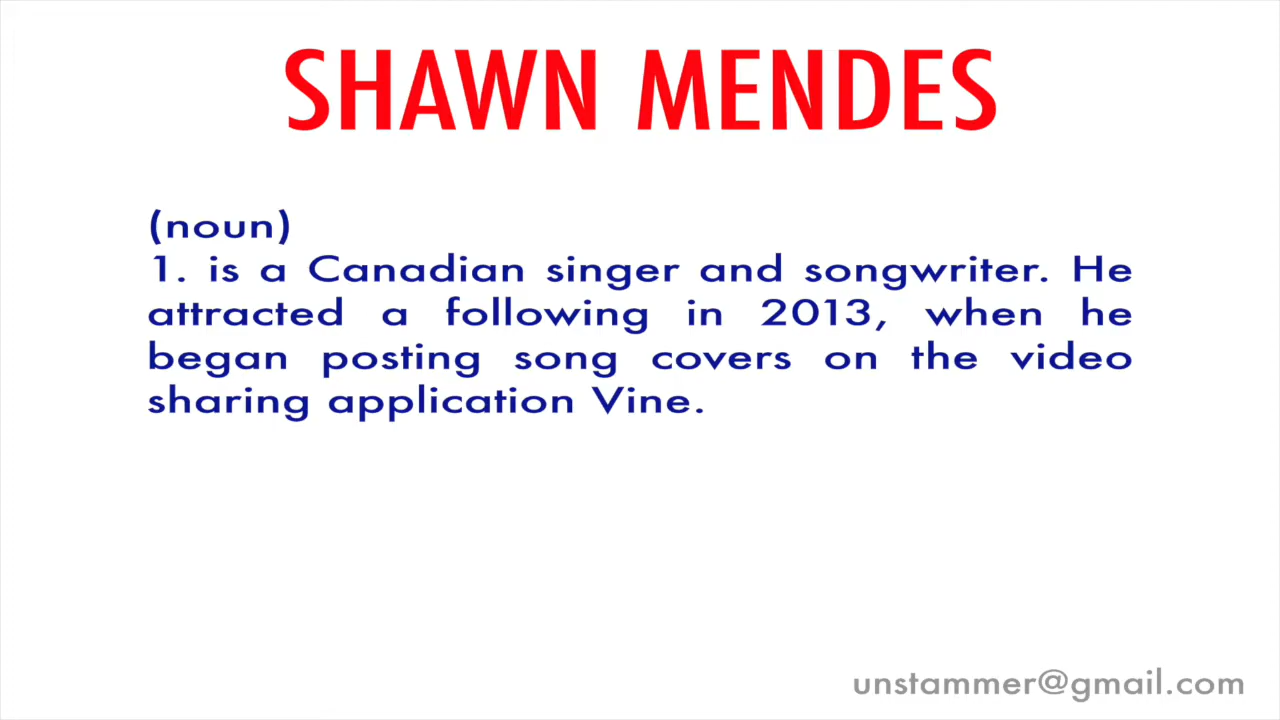 SHAWN MENDES
(noun)
1. is a Canadian singer and songwriter. He
attracted a following in 2013, when he
began posting song covers on the video
sharing application Vine.
unstammer@gmail.com